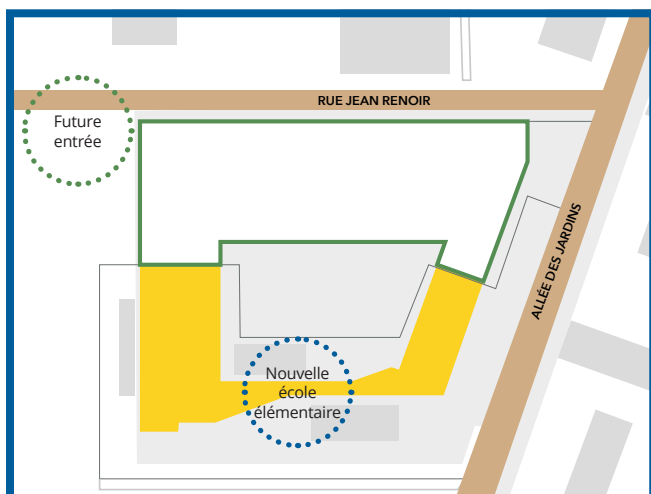 RUE JEAN RENOIR
Future
entrée
ALLÉE DES JARDINS
Nouvelle
école
élémentaire